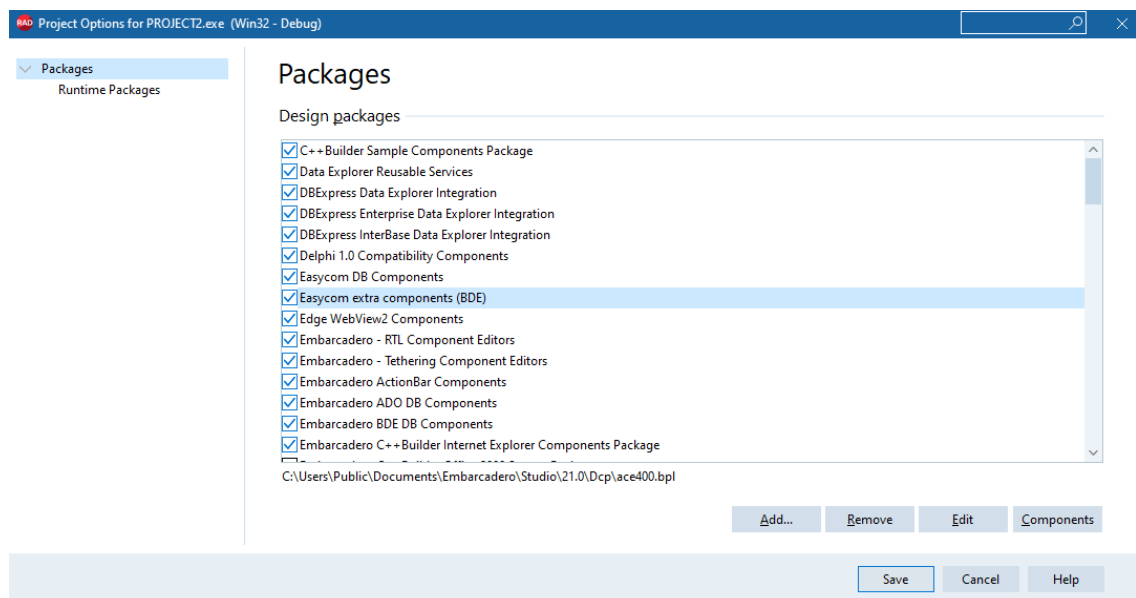 RAD Project Options for PROJECT2.exe (Win32 - Debug)
Packages
Runtime Packages
Packages
Design packages
C++Builder Sample Components Package
Data Explorer Reusable Services
DBExpress Data Explorer Integration
DBExpress Enterprise Data Explorer Integration
DBExpress InterBase Data Explorer Integration
Delphi 1.0 Compatibility Components
Easycom DB Components
Easycom extra components (BDE)
Edge WebView2 Components
Embarcadero - RTL Component Editors
Embarcadero - Tethering Component Editors
Embarcadero ActionBar Components
Embarcadero ADO DB Components
Embarcadero BDE DB Components
Embarcadero C++Builder Internet Explorer Components Package
C:\Users\Public\Documents\Embarcadero\Studio\21.0\Dcp\ace400.bpl
Add... Remove Edit Components
Save Cancel Help